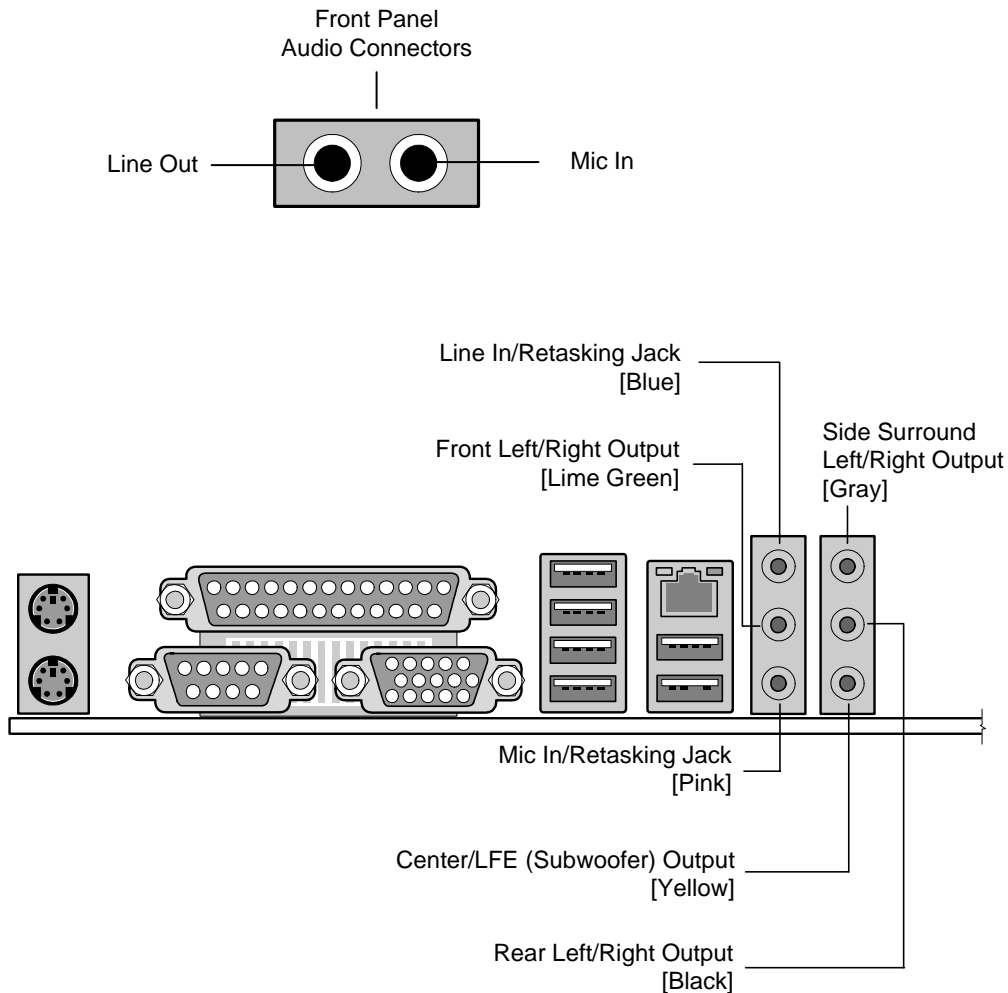 Front Panel
Audio Connectors
Line Out
Mic In
Line In/Retasking Jack
[Blue]
Front Left/Right Output
[Lime Green]
Side Surround
Left/Right Output
[Gray]
Mic In/Retasking Jack
[Pink]
Center/LFE (Subwoofer) Output
[Yellow]
Rear Left/Right Output
[Black]